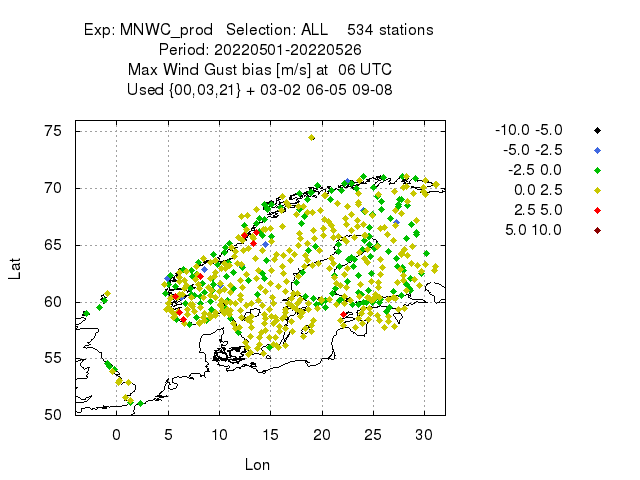 Exp: MNWC_prod   Selection: ALL    534 stations
Period: 20220501-20220526
Max Wind Gust bias [m/s] at  06 UTC
Used {00,03,21} + 03-02 06-05 09-08
-10.0 -5.0
-5.0 -2.5
-2.5 0.0
0.0 2.5
2.5 5.0
5.0 10.0
75
70
65
60
55
50
Lat
0 5 10 15 20 25 30
Lon